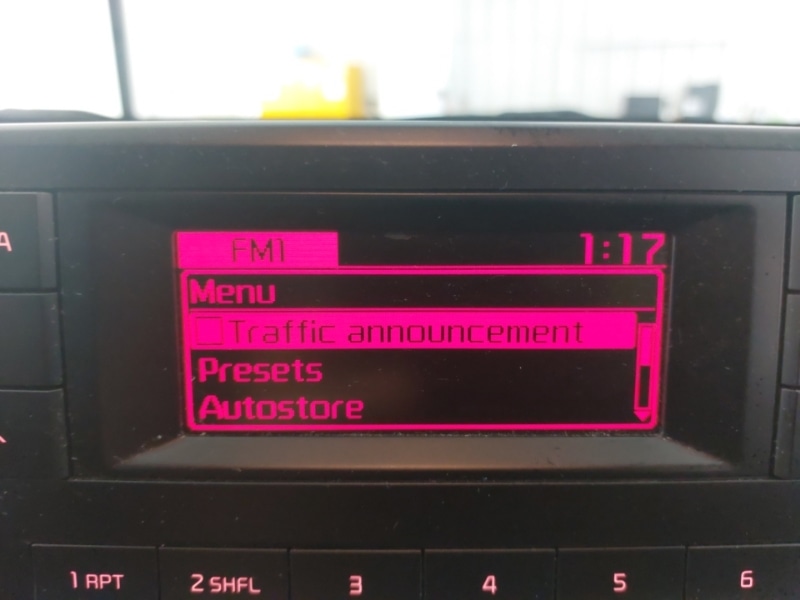 FM1 1:17
Menu
Traffic announcement
Presets
Autostore
A
1 RPT 2 SHFL 3 4 5 6